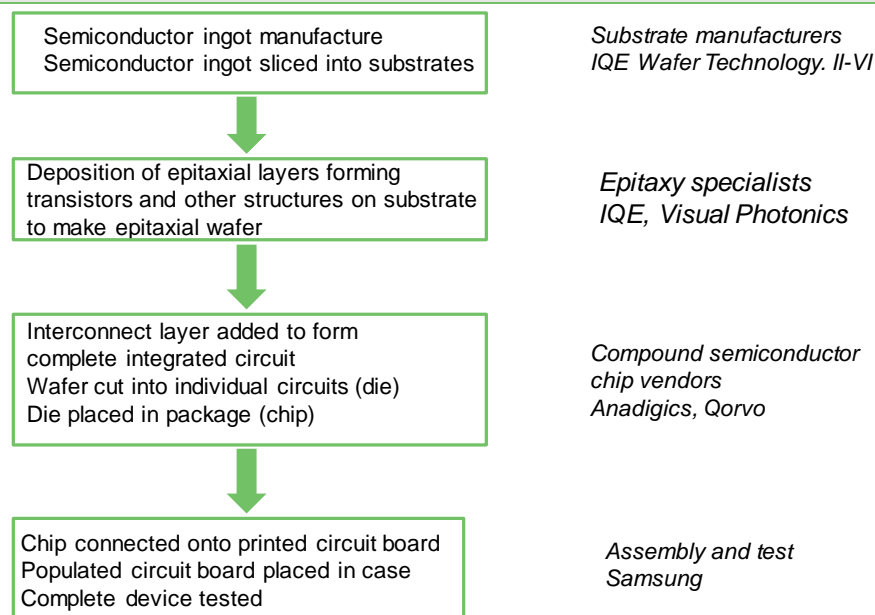 Semiconductor ingot manufacture
Semiconductor ingot sliced into substrates
Substrate manufacturers
IQE Wafer Technology. II-VI
Deposition of epitaxial layers forming
transistors and other structures on substrate
to make epitaxial wafer
Epitaxy specialists
IQE, Visual Photonics
Interconnect layer added to form
complete integrated circuit
Wafer cut into individual circuits (die)
Die placed in package (chip)
Compound semiconductor
chip vendors
Anadigics, Qorvo
Chip connected onto printed circuit board
Populated circuit board placed in case
Complete device tested
Assembly and test
Samsung